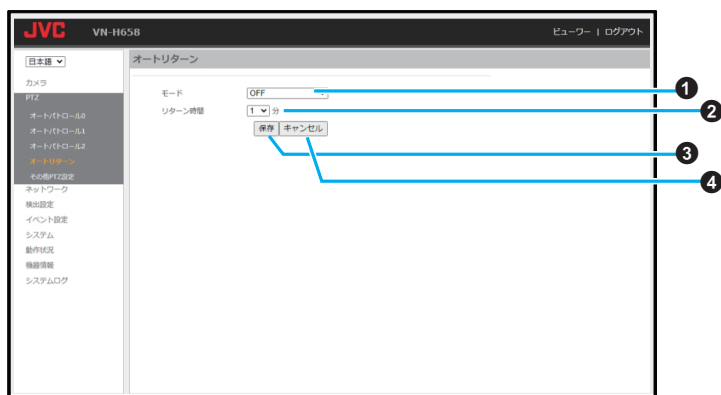 JVC VN-H658 ビューワー | ログアウト
日本語
オートリターン
カメラ
PTZ
オートパトロール0
オートパトロール1
オートパトロール2
オートリターン
その他PTZ設定
ネットワーク
検出設定
イベント設定
システム
動作状況
機器情報
システムログ
モード OFF
リターン時間 1 分
保存 キャンセル
1
2
3
4